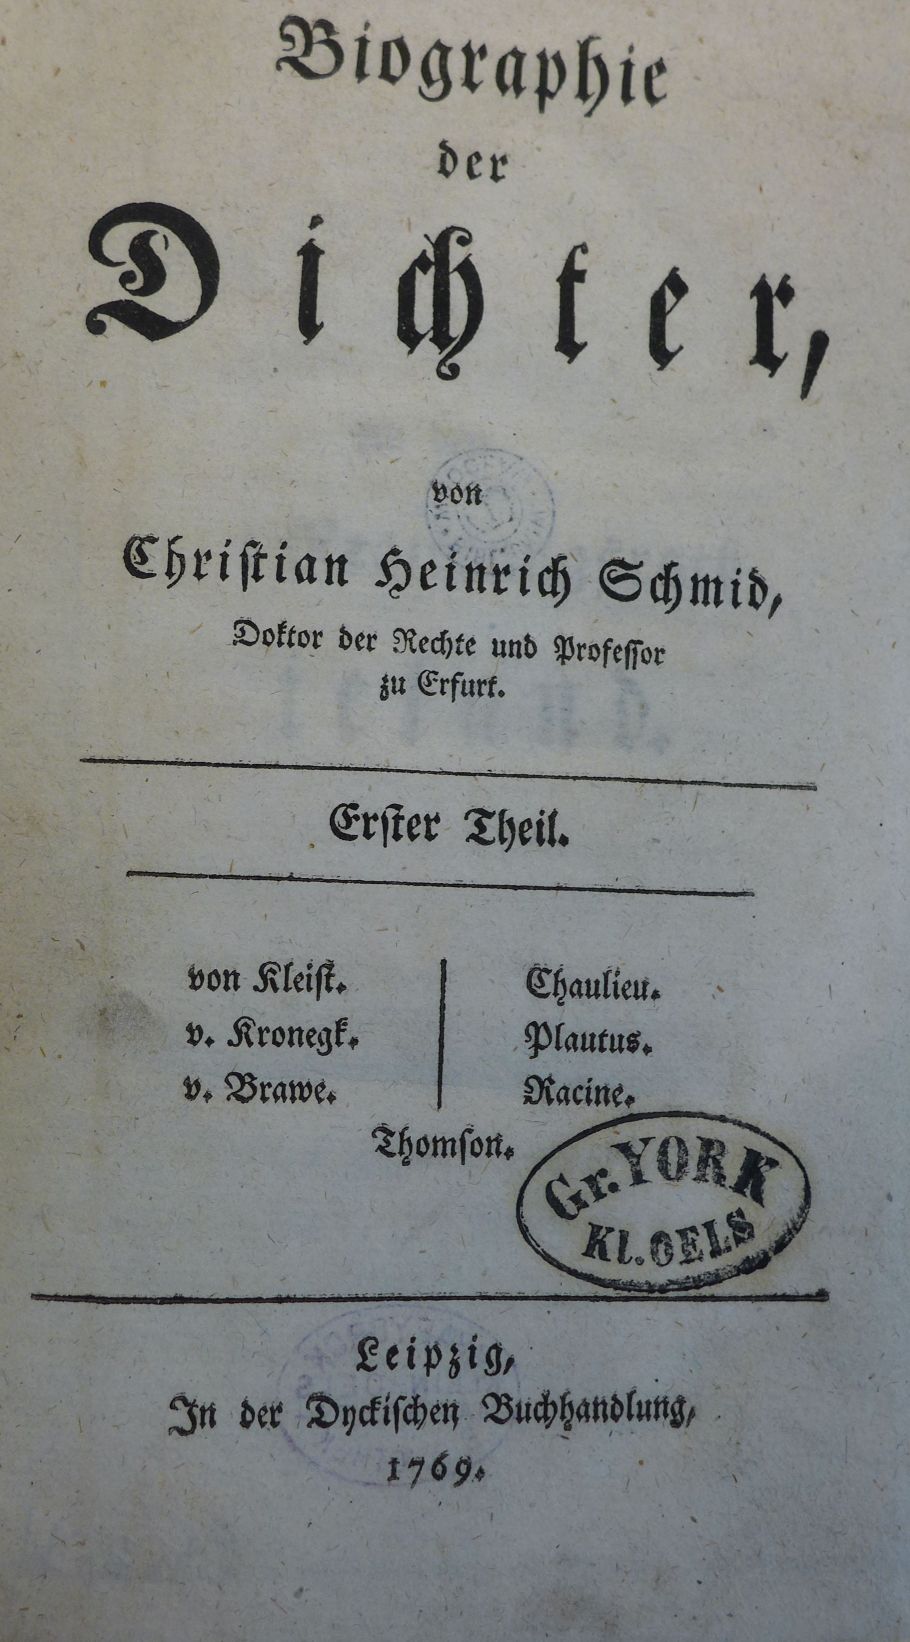 Biographie
der
Dichter,
von
Chriſtian Heinrich Schmid,
Doktor der Rechte und Profeſſor
zu Erfurt.
Erſter Theil.
von Kleiſt.
v. Kronegk.
v. Brawe.
Chaulieu.
Plautus.
Racine.
Thomſon.
Gr. YORK
Kl. OELS
Leipzig,
In der Dyckiſchen Buchhandlung,
1769.